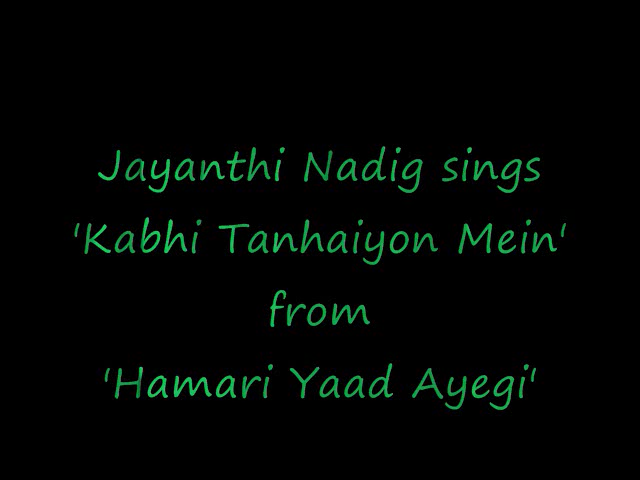 Jayanthi Nadig sings
'Kabhi Tanhaiyon Mein'
from
'Hamari Yaad Ayegi'